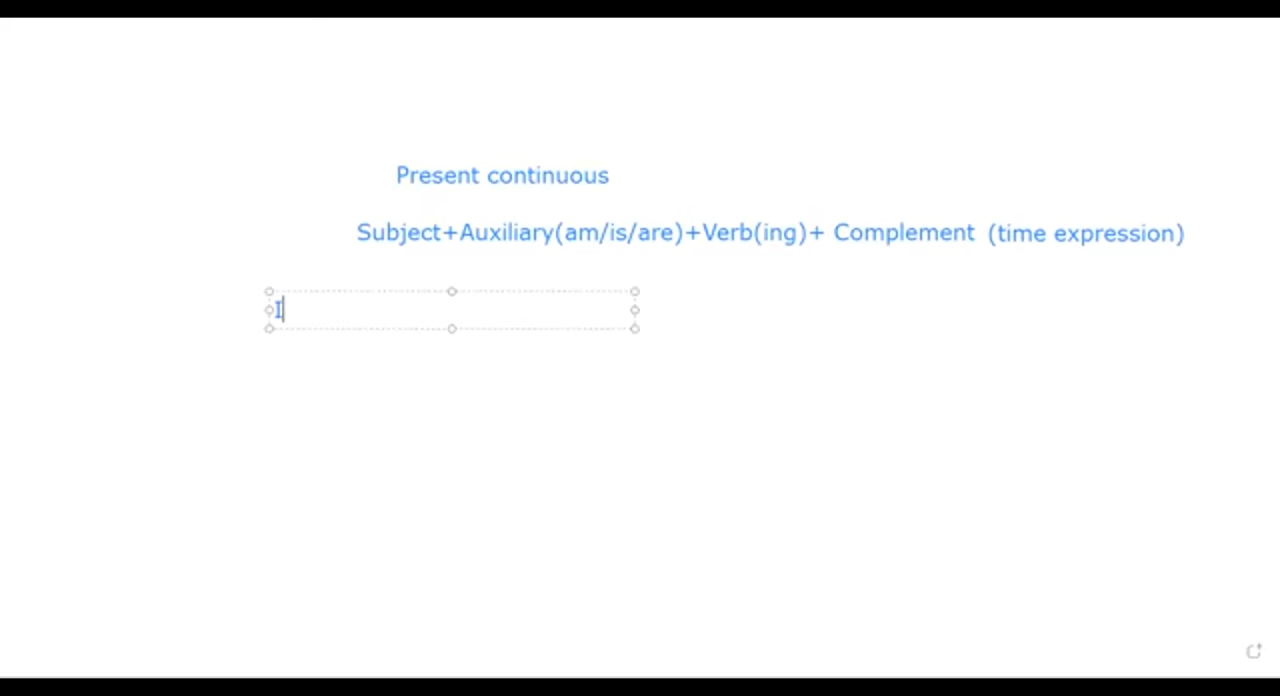 Present continuous
Subject+Auxiliary(am/is/are)+Verb(ing)+ Complement (time expression)
I